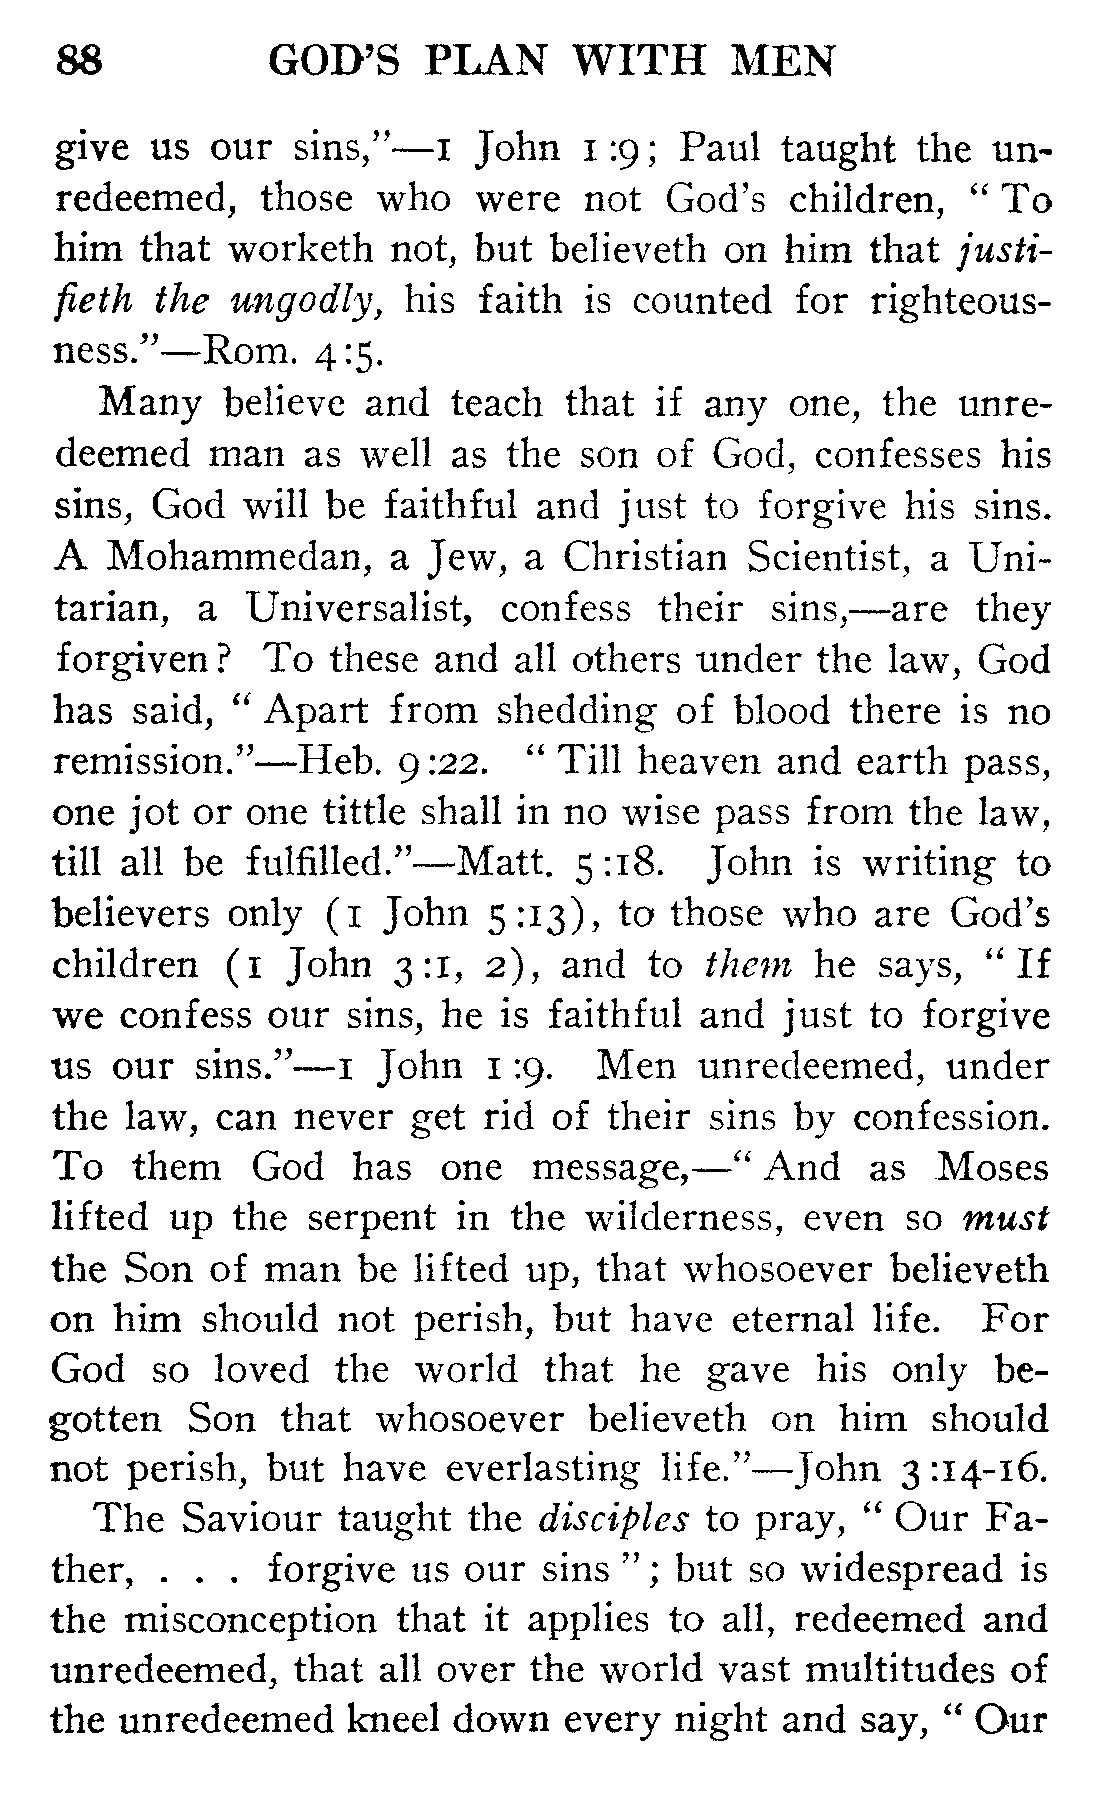 88 GOD'S PLAN WITH MEN
give us our sins,"—1 John 1:9; Paul taught the un-
redeemed, those who were not God's children, "To
him that worketh not, but believeth on him that justi-
fieth the ungodly, his faith is counted for righteous-
ness."—Rom. 4:5.
Many believe and teach that if any one, the unre-
deemed man as well as the son of God, confesses his
sins, God will be faithful and just to forgive his sins.
A Mohammedan, a Jew, a Christian Scientist, a Uni-
tarian, a Universalist, confess their sins,—are they
forgiven? To these and all others under the law, God
has said, "Apart from shedding of blood there is no
remission."—Heb. 9:22. "Till heaven and earth pass,
one jot or one tittle shall in no wise pass from the law,
till all be fulfilled."—Matt. 5:18. John is writing to
believers only (1 John 5:13), to those who are God's
children (1 John 3:1, 2), and to them he says, "If
we confess our sins, he is faithful and just to forgive
us our sins."—1 John 1:9. Men unredeemed, under
the law, can never get rid of their sins by confession.
To them God has one message,—"And as Moses
lifted up the serpent in the wilderness, even so must
the Son of man be lifted up, that whosoever believeth
on him should not perish, but have eternal life. For
God so loved the world that he gave his only be-
gotten Son that whosoever believeth on him should
not perish, but have everlasting life."—John 3:14-16.
The Saviour taught the disciples to pray, "Our Fa-
ther, . . . forgive us our sins"; but so widespread is
the misconception that it applies to all, redeemed and
unredeemed, that all over the world vast multitudes of
the unredeemed kneel down every night and say, "Our